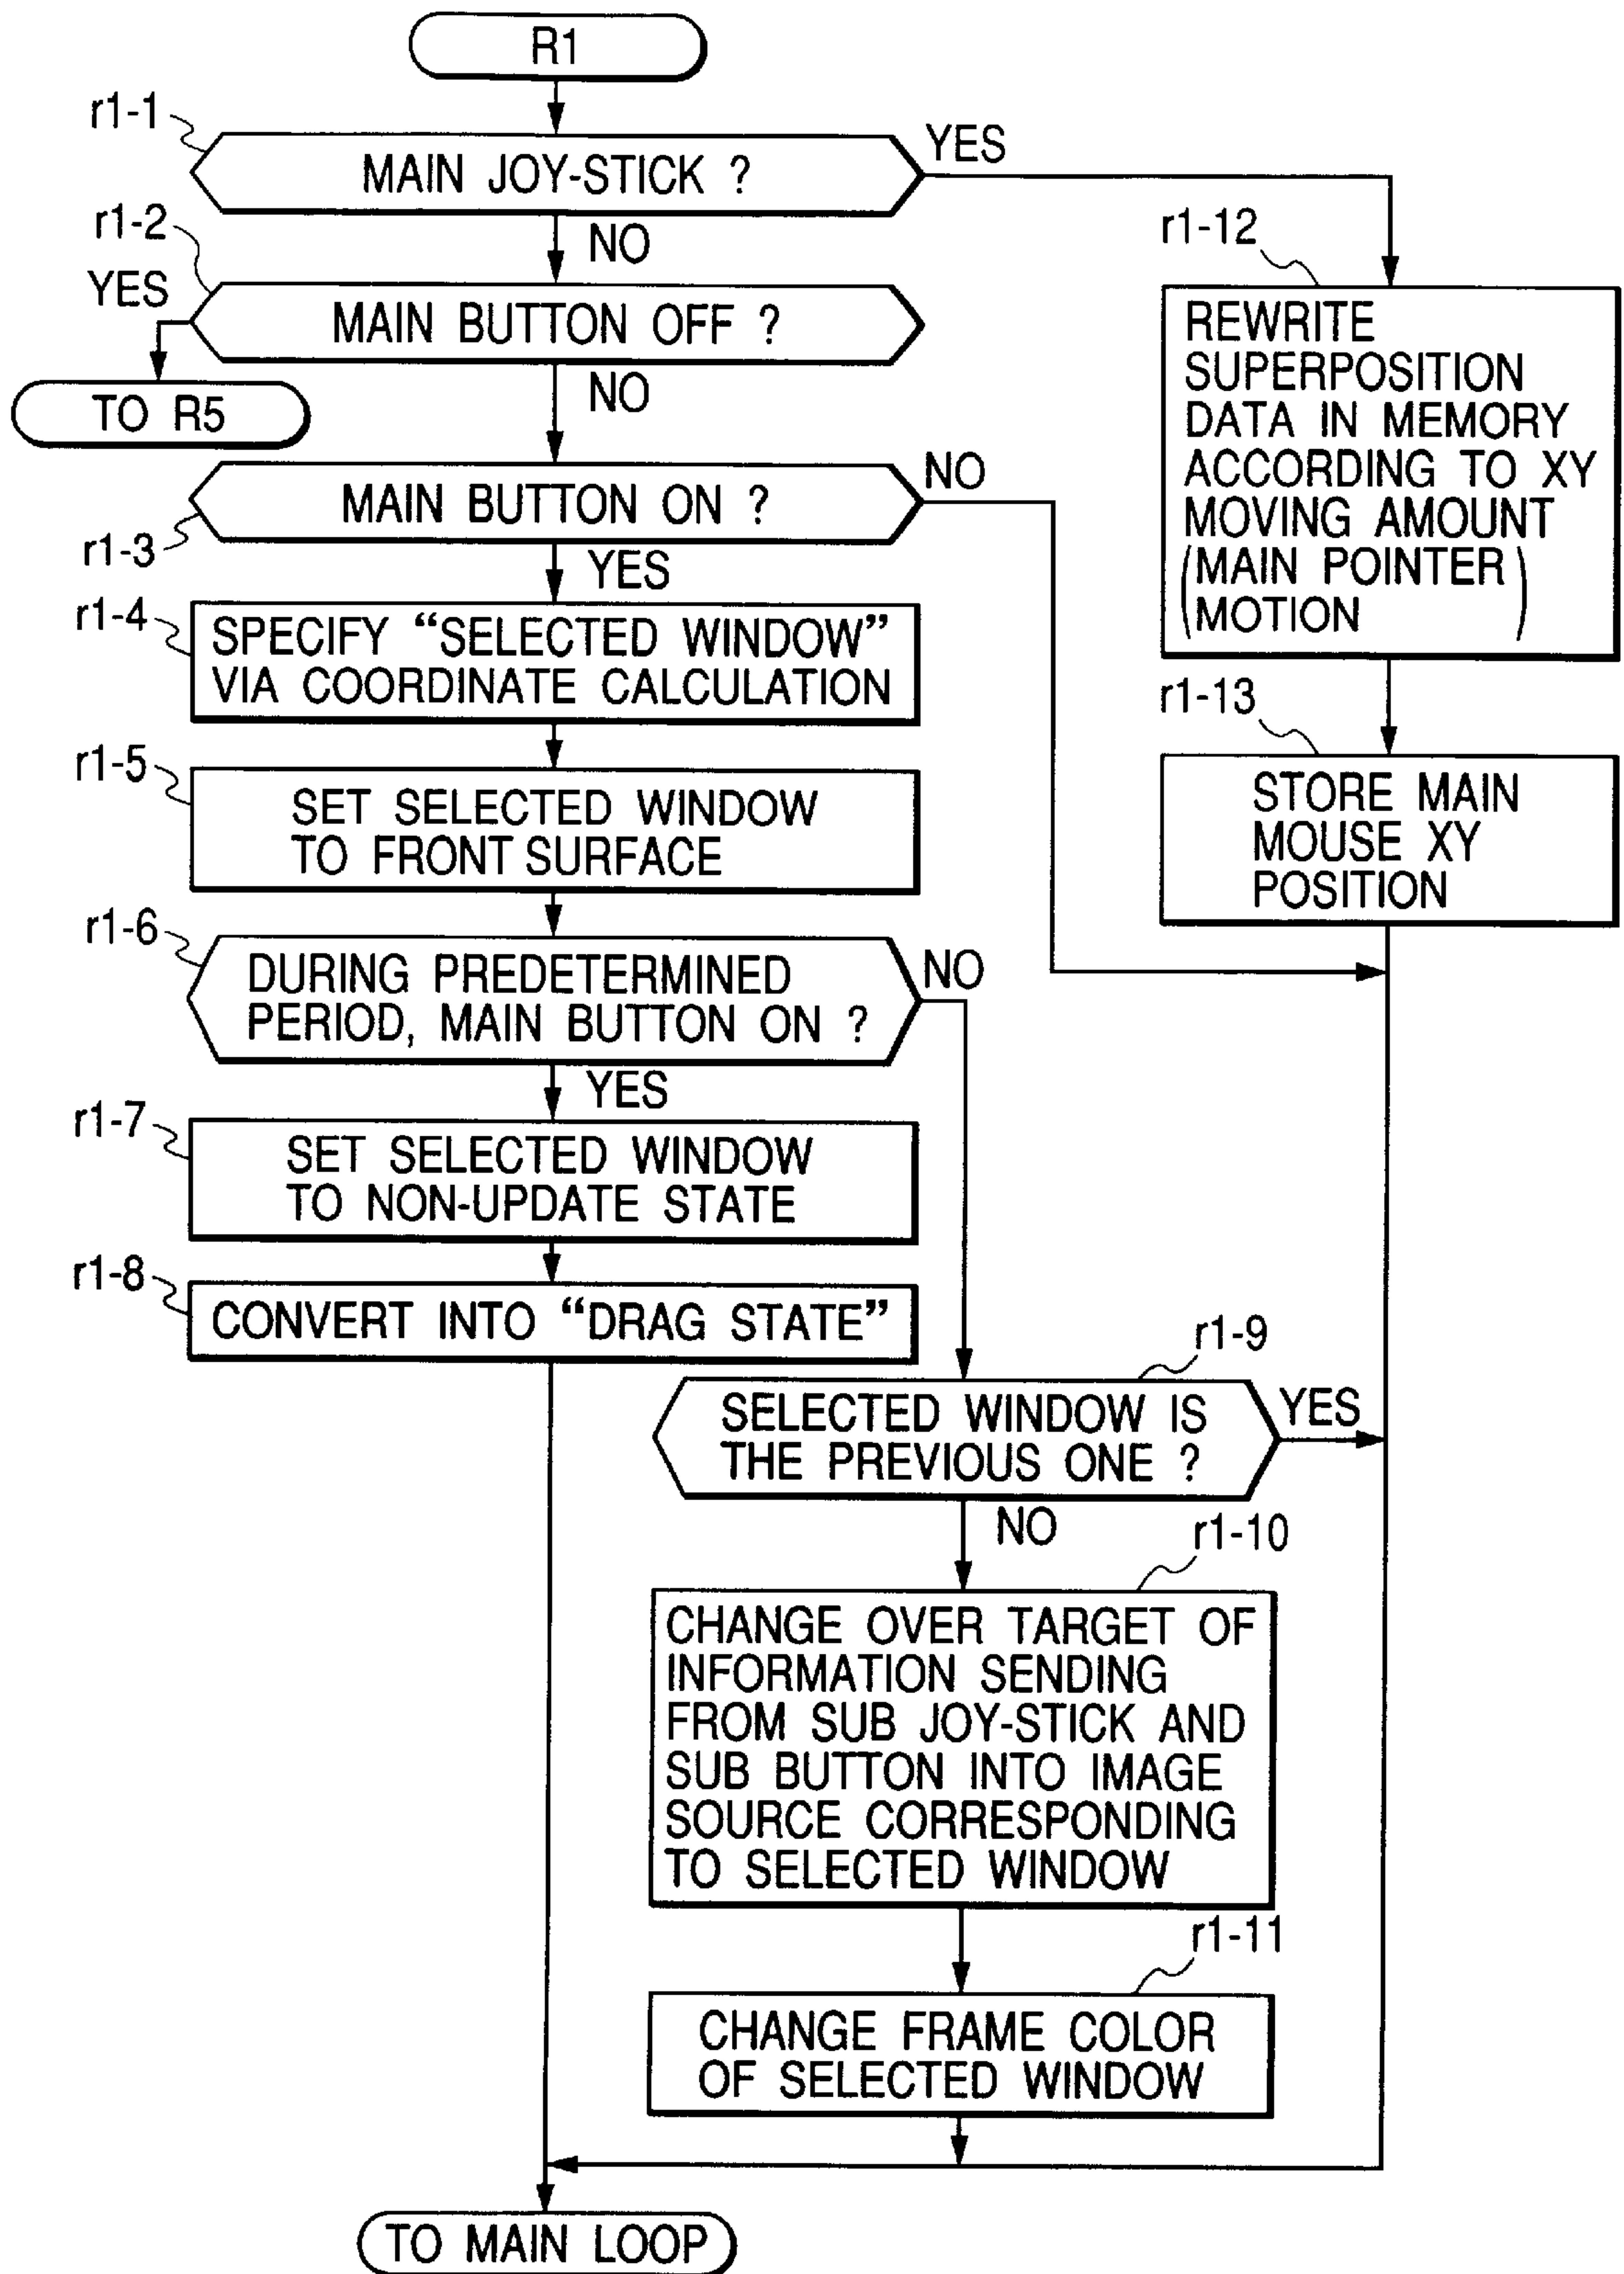 R1
r1-1
MAIN JOY-STICK ?
YES
NO
r1-2
YES
MAIN BUTTON OFF ?
NO
TO R5
MAIN BUTTON ON ?
NO
r1-3
YES
r1-4
SPECIFY “SELECTED WINDOW”
VIA COORDINATE CALCULATION
r1-5
SET SELECTED WINDOW
TO FRONT SURFACE
r1-6
DURING PREDETERMINED
PERIOD, MAIN BUTTON ON ?
NO
YES
r1-7
SET SELECTED WINDOW
TO NON-UPDATE STATE
r1-8
CONVERT INTO “DRAG STATE”
r1-9
SELECTED WINDOW IS
THE PREVIOUS ONE ?
YES
NO
r1-10
CHANGE OVER TARGET OF
INFORMATION SENDING
FROM SUB JOY-STICK AND
SUB BUTTON INTO IMAGE
SOURCE CORRESPONDING
TO SELECTED WINDOW
r1-11
CHANGE FRAME COLOR
OF SELECTED WINDOW
r1-12
REWRITE
SUPERPOSITION
DATA IN MEMORY
ACCORDING TO XY
MOVING AMOUNT
(MAIN POINTER
MOTION)
r1-13
STORE MAIN
MOUSE XY
POSITION
TO MAIN LOOP